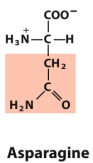 COO⁻
H₃N⁺—C—H
CH₂
C
H₂N O
Asparagine